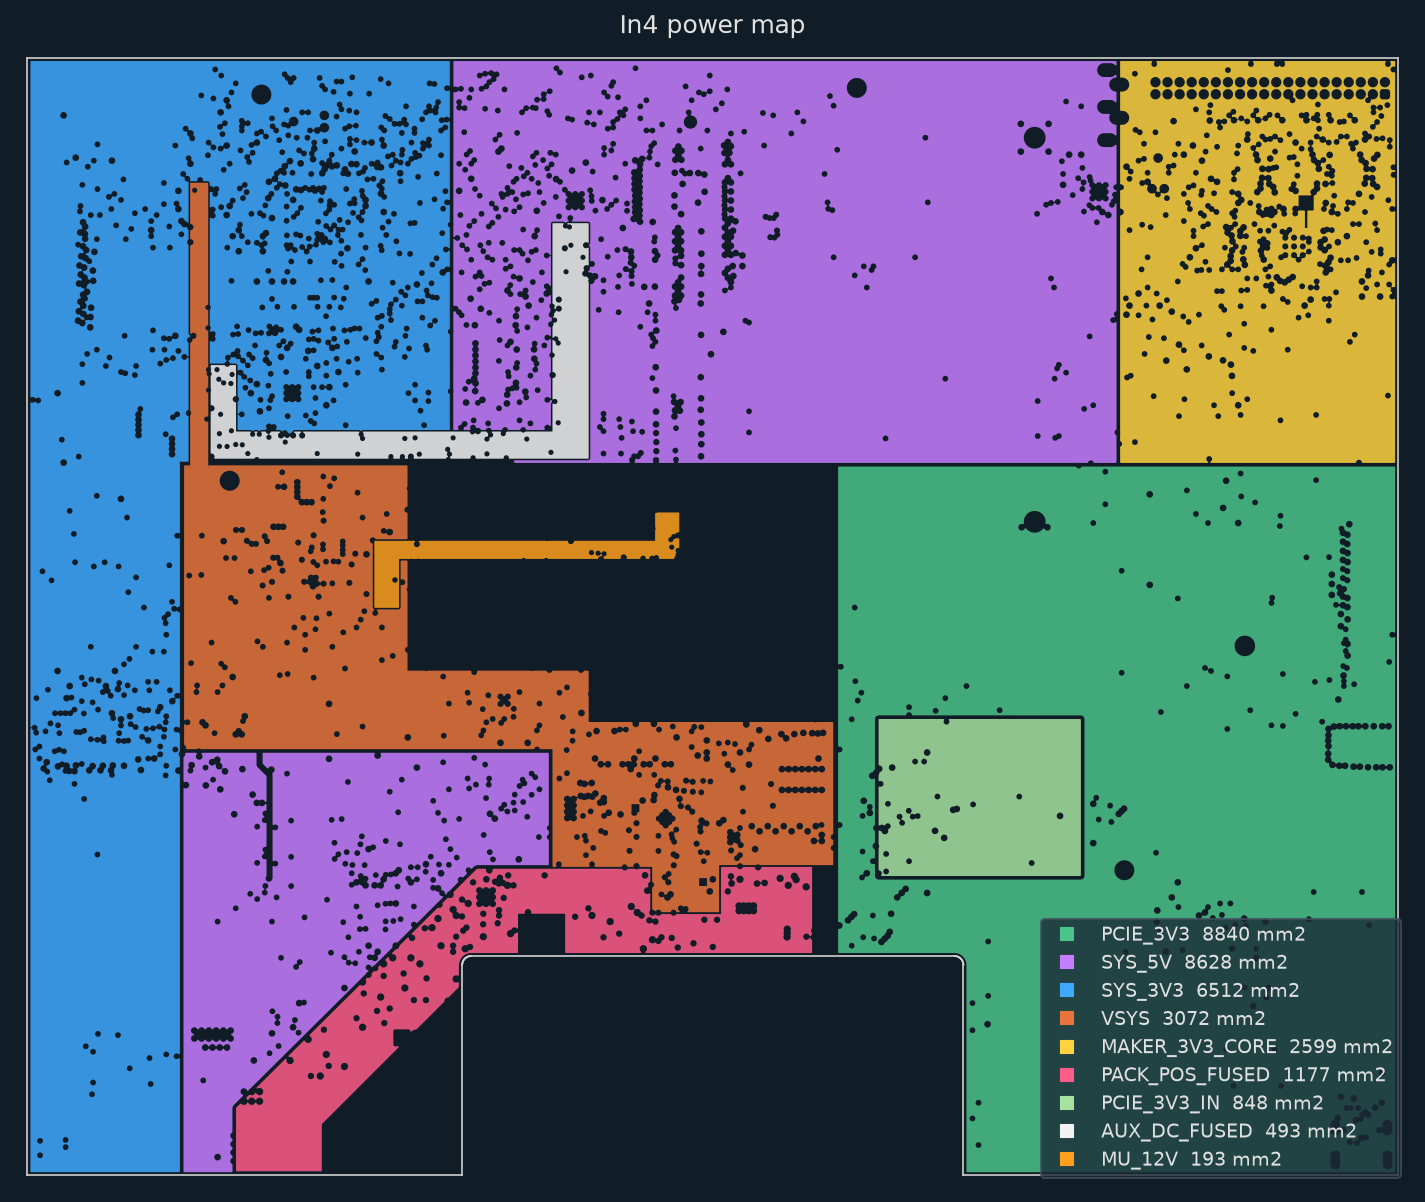 In4 power map
PCIE_3V3 8840 mm2
SYS_5V 8628 mm2
SYS_3V3 6512 mm2
VSYS 3072 mm2
MAKER_3V3_CORE 2599 mm2
PACK_POS_FUSED 1177 mm2
PCIE_3V3_IN 848 mm2
AUX_DC_FUSED 493 mm2
MU_12V 193 mm2